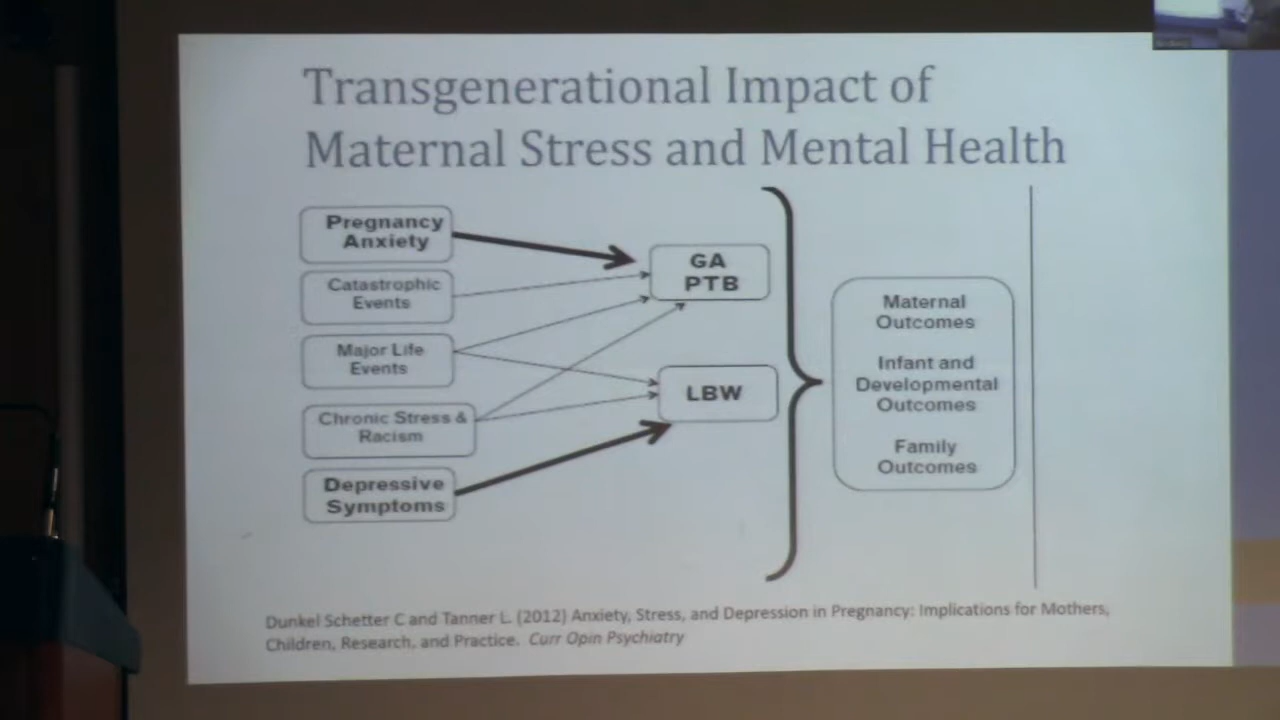 Transgenerational Impact of
Maternal Stress and Mental Health
Pregnancy
Anxiety
Catastrophic
Events
Major Life
Events
Chronic Stress &
Racism
Depressive
Symptoms
GA
PTB
LBW
Maternal
Outcomes
Infant and
Developmental
Outcomes
Family
Outcomes
Dunkel Schetter C and Tanner L. (2012) Anxiety, Stress, and Depression in Pregnancy: Implications for Mothers,
Children, Research, and Practice. Curr Opin Psychiatry